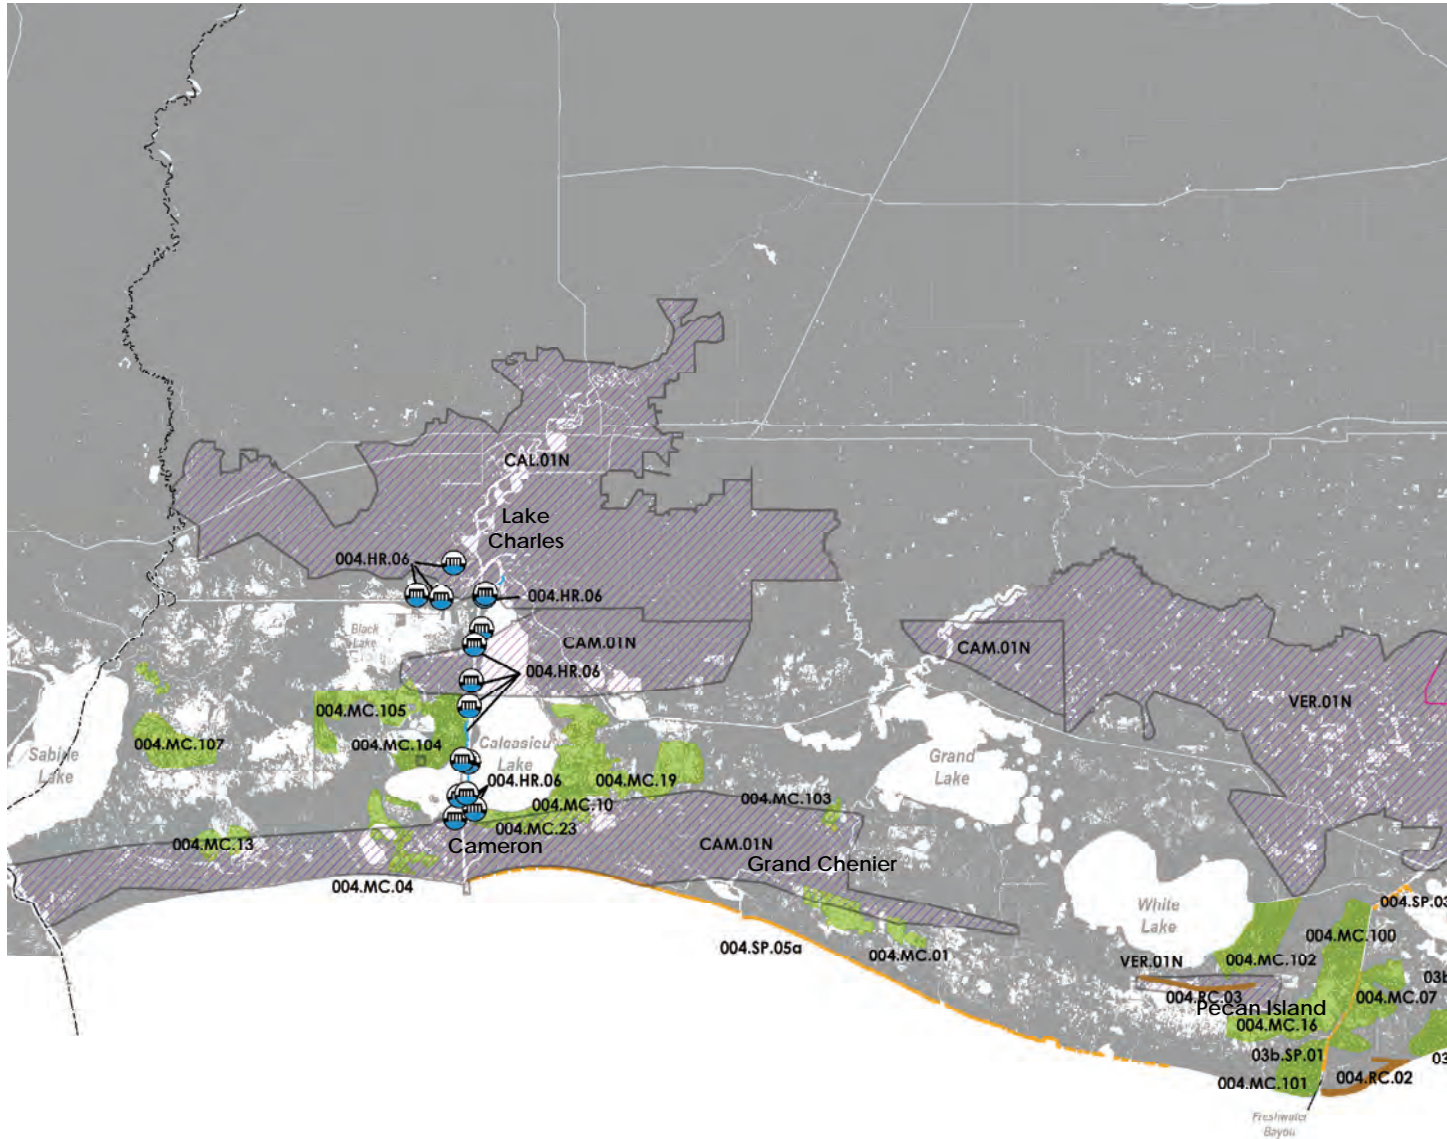 CAL.01N
Lake
Charles
004.HR.06
004.HR.06
Black
Lake
CAM.01N
CAM.01N
004.HR.06
VER.01N
004.MC.105
004.MC.107
004.MC.104
Calcasieu
Lake
Sabine
Lake
Grand
Lake
004.HR.06
004.MC.19
004.MC.10
004.MC.103
004.MC.23
004.MC.13
Cameron
CAM.01N
Grand Chenier
004.MC.04
004.SP.03
White
Lake
004.MC.100
004.SP.05a
004.MC.01
VER.01N
004.MC.102
03b
004.RC.03
004.MC.07
Pecan Island
004.MC.16
03b.SP.01
03
004.MC.101
004.RC.02
Freshwater
Bayou